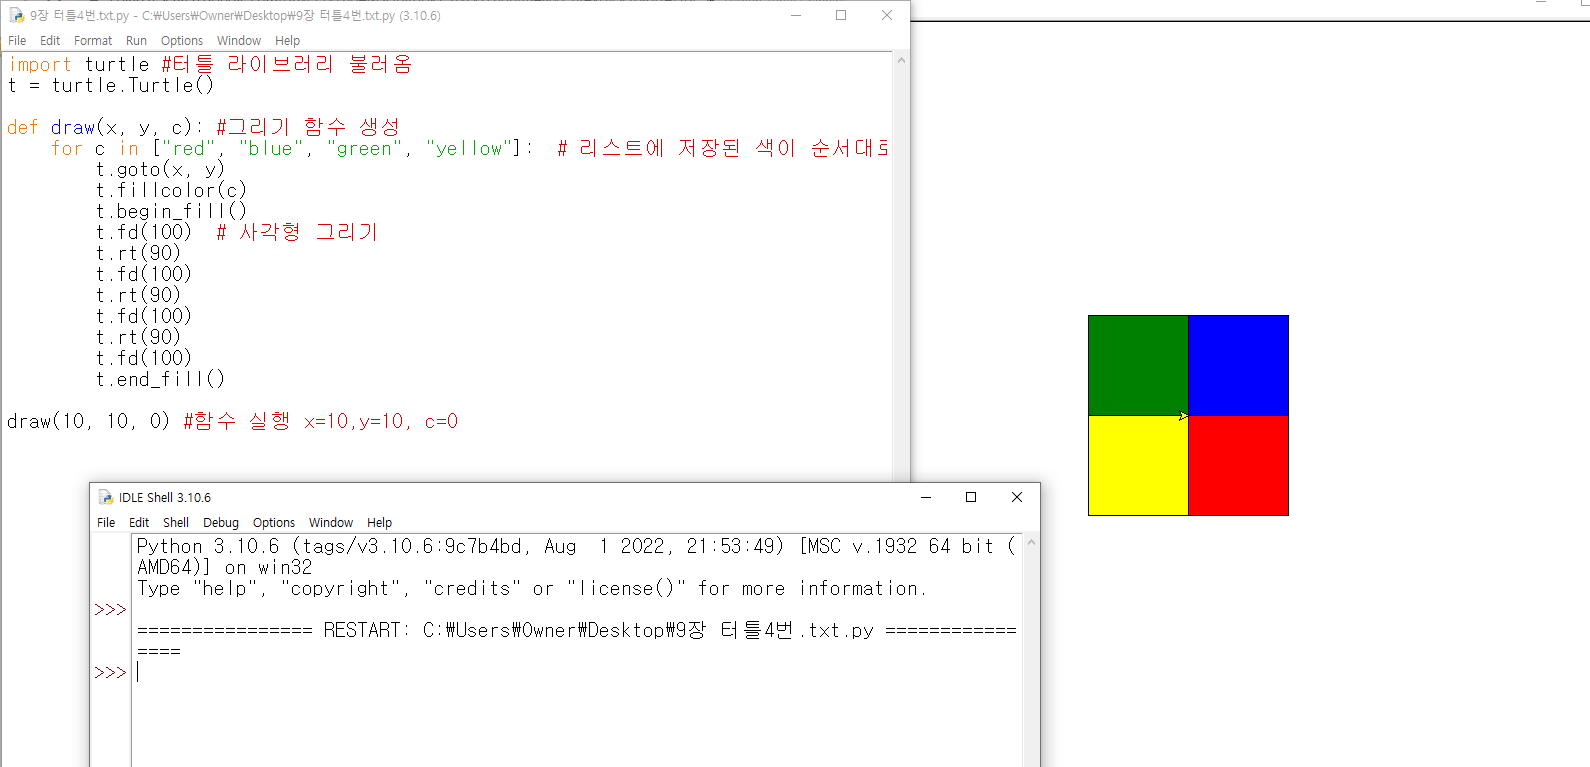 9장 터틀4번.txt.py - C:₩Users₩Owner₩Desktop₩9장 터틀4번.txt.py (3.10.6)
File Edit Format Run Options Window Help
import turtle #터틀 라이브러리 불러옴
t = turtle.Turtle()
def draw(x, y, c): #그리기 함수 생성
    for c in ["red", "blue", "green", "yellow"]:  # 리스트에 저장된 색이 순서대로
        t.goto(x, y)
        t.fillcolor(c)
        t.begin_fill()
        t.fd(100)  # 사각형 그리기
        t.rt(90)
        t.fd(100)
        t.rt(90)
        t.fd(100)
        t.rt(90)
        t.fd(100)
        t.end_fill()
draw(10, 10, 0) #함수 실행 x=10,y=10, c=0
IDLE Shell 3.10.6
File Edit Shell Debug Options Window Help
Python 3.10.6 (tags/v3.10.6:9c7b4bd, Aug  1 2022, 21:53:49) [MSC v.1932 64 bit (
AMD64)] on win32
Type "help", "copyright", "credits" or "license()" for more information.
>>>
================ RESTART: C:₩Users₩Owner₩Desktop₩9장 터틀4번.txt.py ============
====
>>>